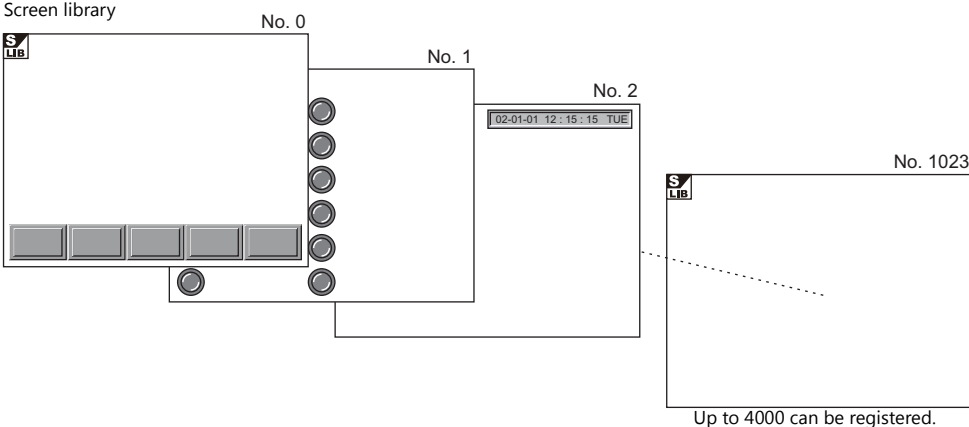 Screen library
No. 0
S
LIB
No. 1
No. 2
02-01-01 12 : 15 : 15 TUE
No. 1023
S
LIB
Up to 4000 can be registered.